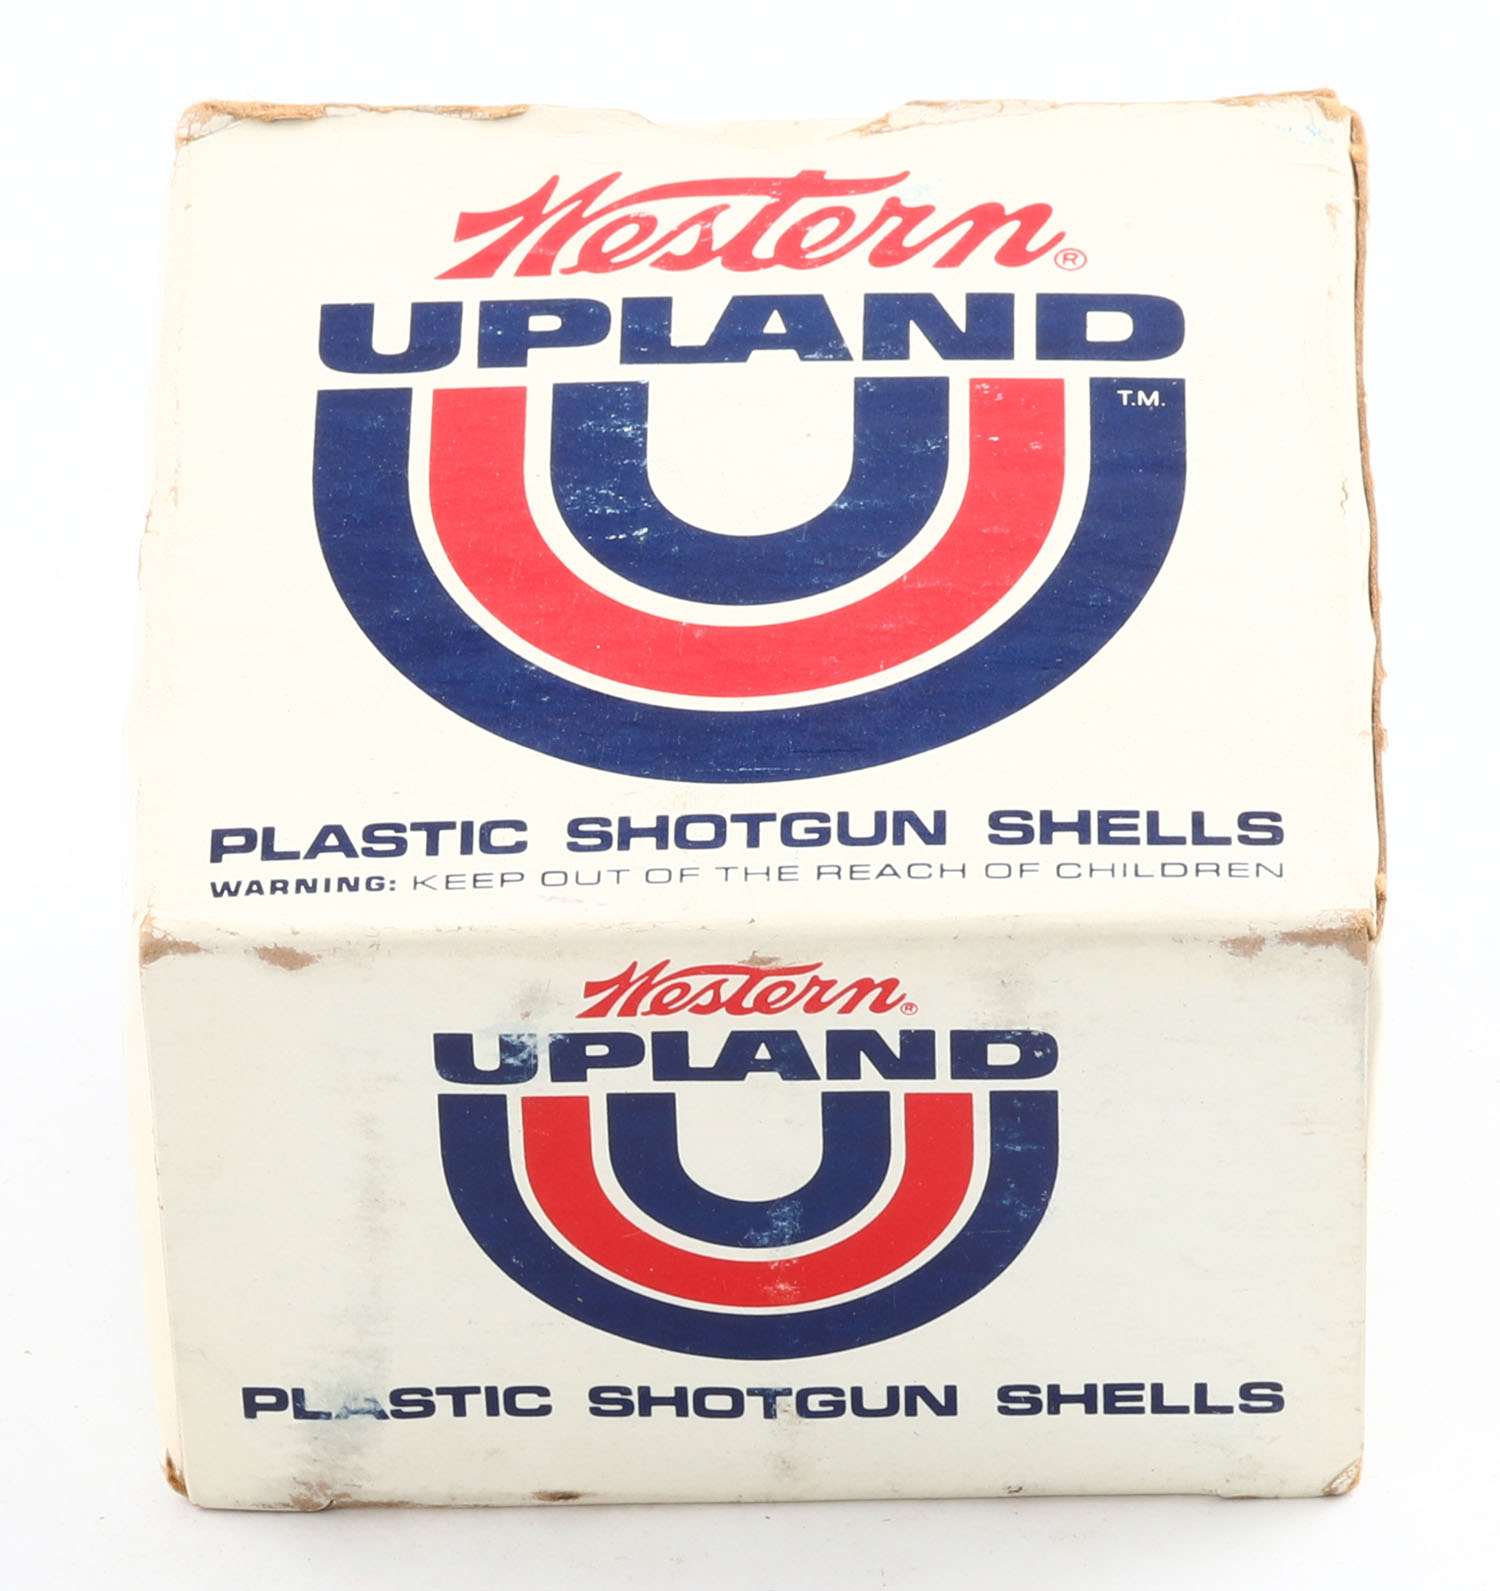 Western®
UPLAND
T.M.
PLASTIC SHOTGUN SHELLS
WARNING: KEEP OUT OF THE REACH OF CHILDREN
Western®
UPLAND
PLASTIC SHOTGUN SHELLS